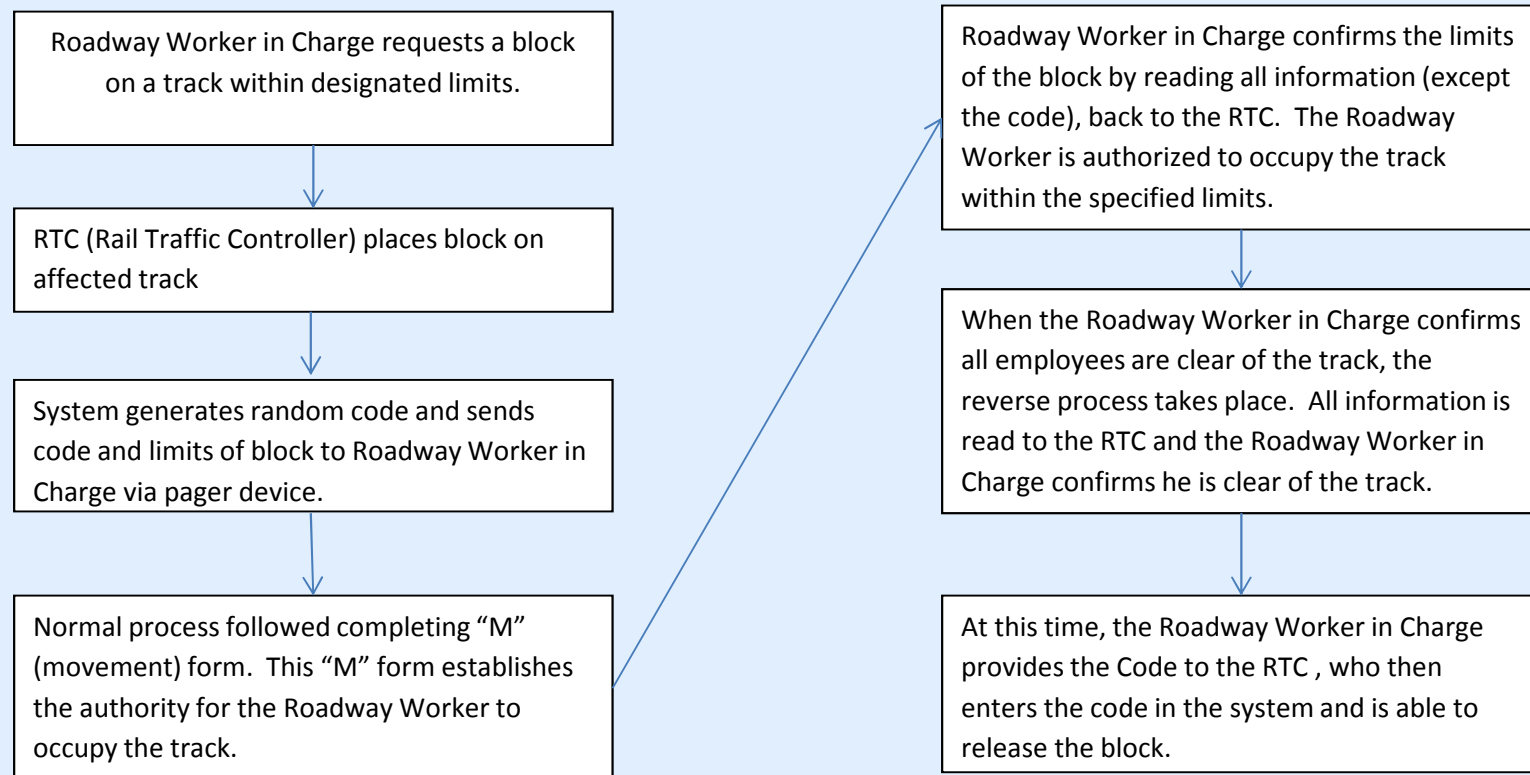 Roadway Worker in Charge requests a block
on a track within designated limits.
RTC (Rail Traffic Controller) places block on
affected track
System generates random code and sends
code and limits of block to Roadway Worker in
Charge via pager device.
Normal process followed completing “M”
(movement) form. This “M” form establishes
the authority for the Roadway Worker to
occupy the track.
Roadway Worker in Charge confirms the limits
of the block by reading all information (except
the code), back to the RTC. The Roadway
Worker is authorized to occupy the track
within the specified limits.
When the Roadway Worker in Charge confirms
all employees are clear of the track, the
reverse process takes place. All information is
read to the RTC and the Roadway Worker in
Charge confirms he is clear of the track.
At this time, the Roadway Worker in Charge
provides the Code to the RTC , who then
enters the code in the system and is able to
release the block.